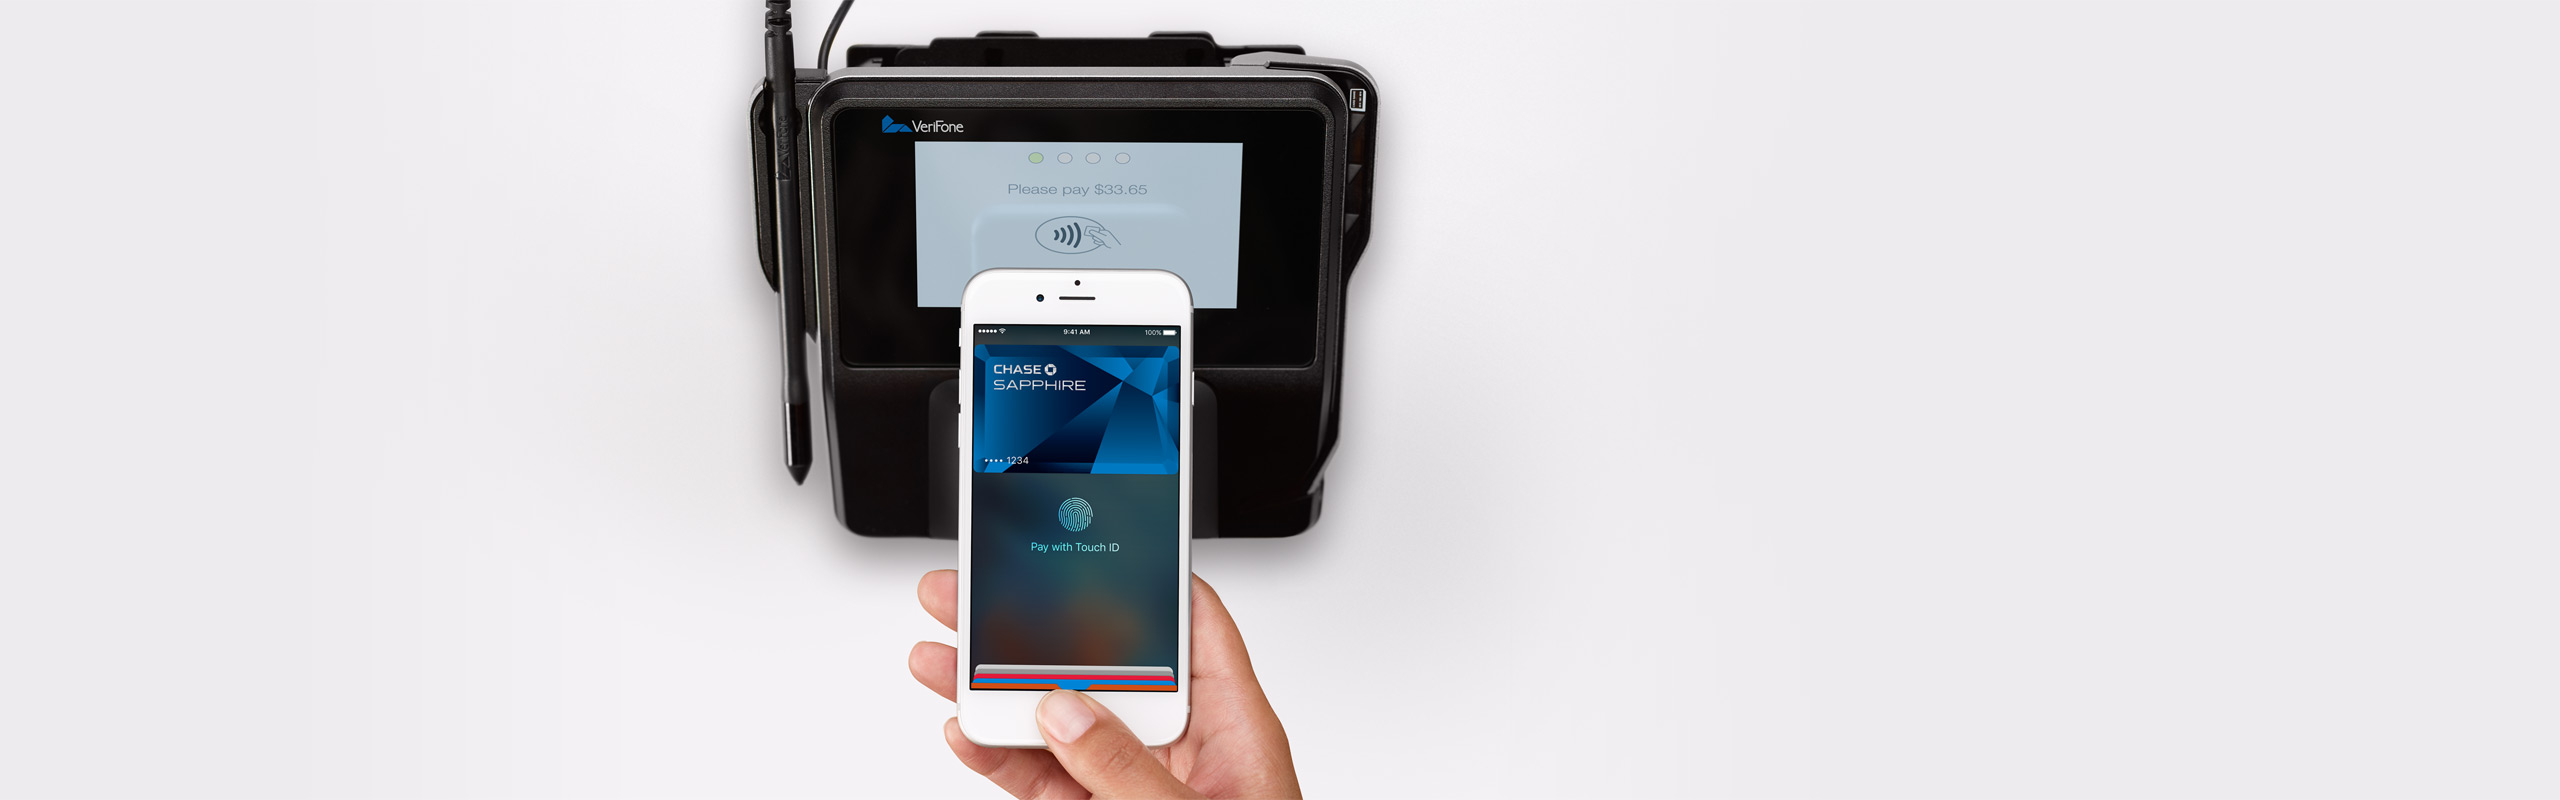 VeriFone
Please pay $33.65
9:41 AM
100%
CHASE
SAPPHIRE
•••• 1234
Pay with Touch ID